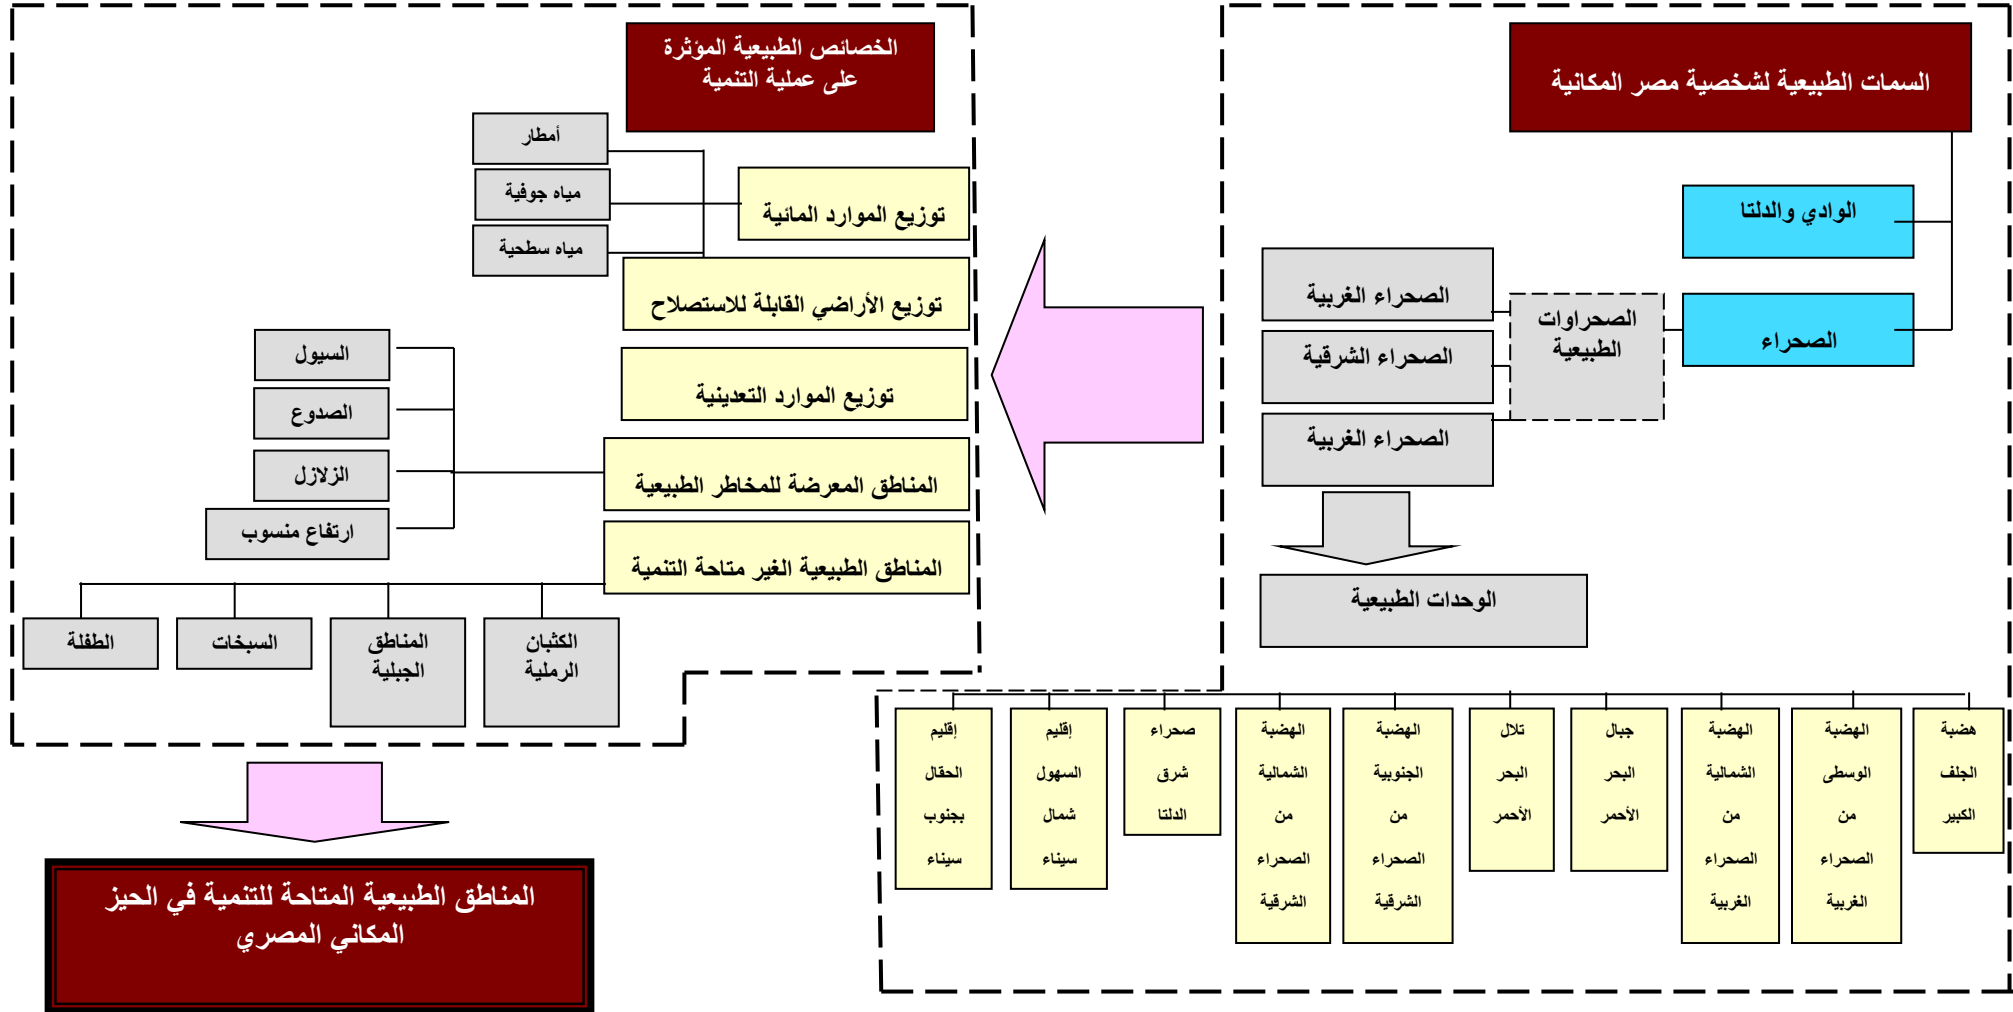 السمات الطبيعية لشخصية مصر المكانية
الوادي والدلتا
الصحراء
الصحراوات
الطبيعية
الصحراء الغربية
الصحراء الشرقية
الصحراء الغربية
الوحدات الطبيعية
هضبة
الجلف
الكبير
الهضبة
الوسطى
من
الصحراء
الغربية
الهضبة
الشمالية
من
الصحراء
الغربية
جبال
البحر
الأحمر
تلال
البحر
الأحمر
الهضبة
الجنوبية
من
الصحراء
الشرقية
الهضبة
الشمالية
من
الصحراء
الشرقية
صحراء
شرق
الدلتا
إقليم
السهول
شمال
سيناء
إقليم
الحقال
بجنوب
سيناء
الخصائص الطبيعية المؤثرة
على عملية التنمية
توزيع الموارد المائية
أمطار
مياه جوفية
مياه سطحية
توزيع الأراضي القابلة للاستصلاح
توزيع الموارد التعدينية
المناطق المعرضة للمخاطر الطبيعية
السيول
الصدوع
الزلازل
ارتفاع منسوب
المناطق الطبيعية الغير متاحة التنمية
الكثبان
الرملية
المناطق
الجبلية
السبخات
الطفلة
المناطق الطبيعية المتاحة للتنمية في الحيز
المكاني المصري